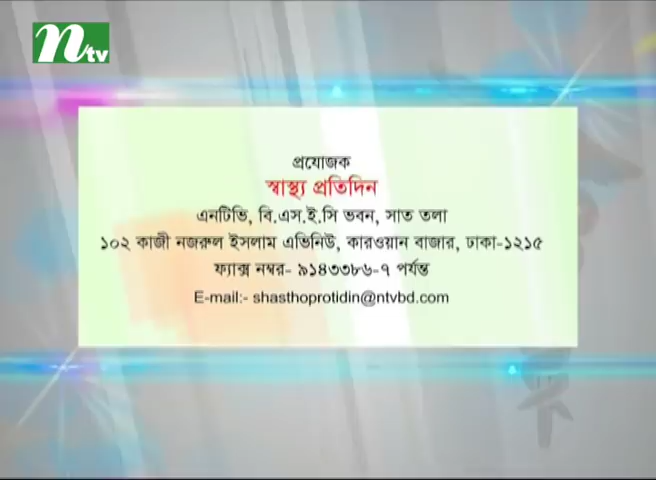 ntv
প্রযোজক
স্বাস্থ্য প্রতিদিন
এনটিভি, বি.এস.ই.সি ভবন, সাত তলা
১০২ কাজী নজরুল ইসলাম এভিনিউ, কারওয়ান বাজার, ঢাকা-১২১৫
ফ্যাক্স নম্বর- ৯১৪৩৩৮৬-৭ পর্যন্ত
E-mail:- shasthoprotidin@ntvbd.com